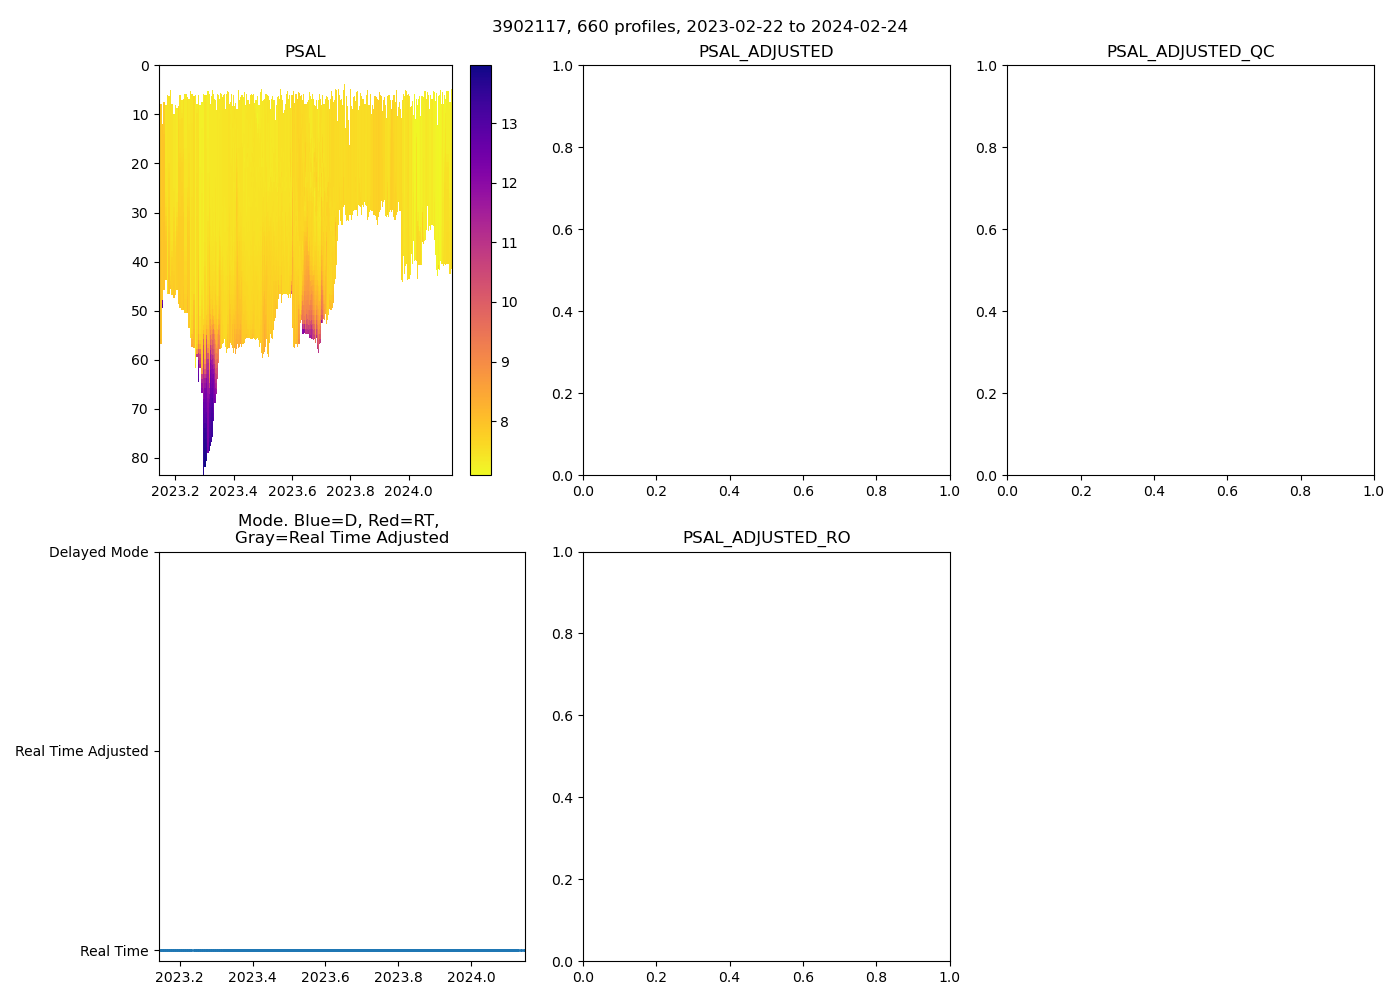 3902117, 660 profiles, 2023-02-22 to 2024-02-24
PSAL
0
10
20
30
40
50
60
70
80
2023.2 2023.4 2023.6 2023.8 2024.0
13
12
11
10
9
8
PSAL_ADJUSTED
1.0
0.8
0.6
0.4
0.2
0.0
0.0 0.2 0.4 0.6 0.8 1.0
PSAL_ADJUSTED_QC
1.0
0.8
0.6
0.4
0.2
0.0
0.0 0.2 0.4 0.6 0.8 1.0
Mode. Blue=D, Red=RT,
Gray=Real Time Adjusted
Delayed Mode
Real Time Adjusted
Real Time
2023.2 2023.4 2023.6 2023.8 2024.0
PSAL_ADJUSTED_RO
1.0
0.8
0.6
0.4
0.2
0.0
0.0 0.2 0.4 0.6 0.8 1.0